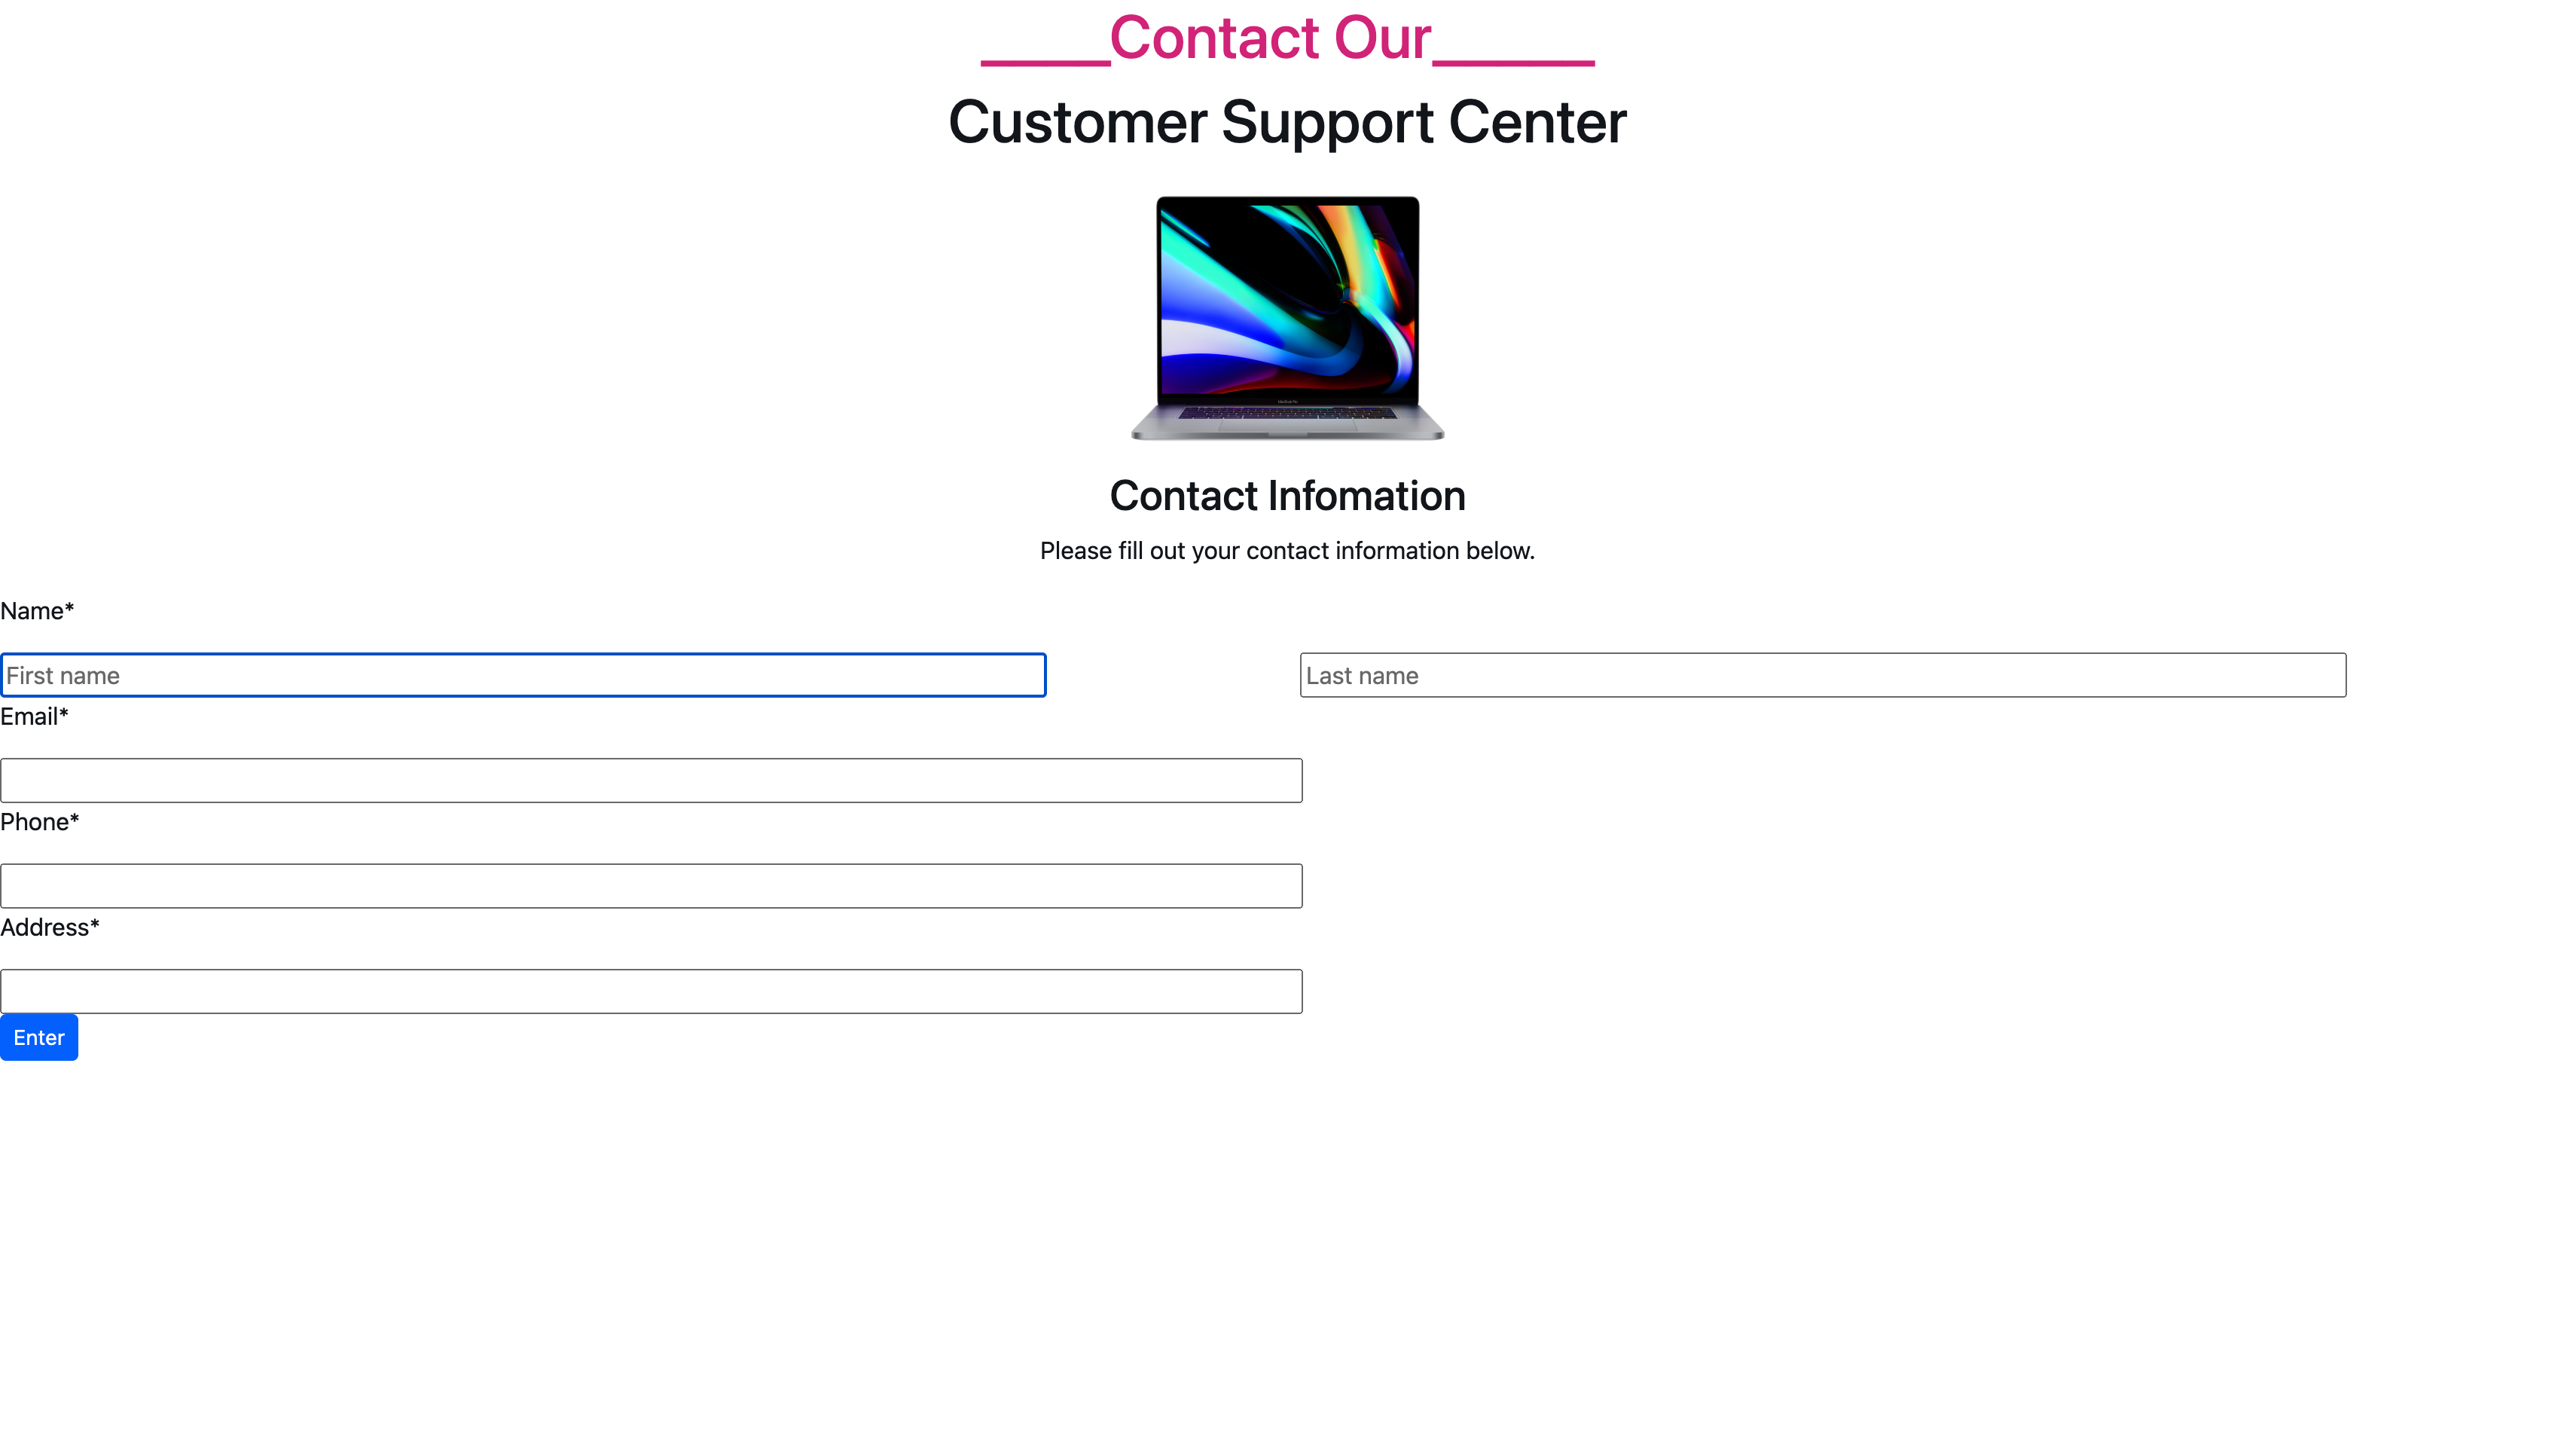 _____Contact Our_____
Customer Support Center
Contact Infomation
Please fill out your contact information below.
Name*
First name Last name
Email*
Phone*
Address*
Enter